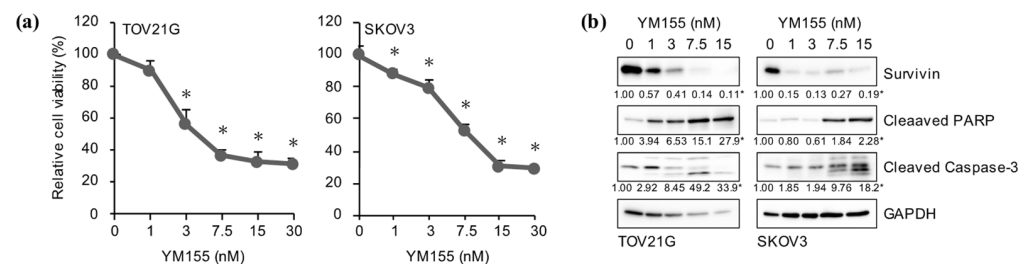 (a)
TOV21G
SKOV3
Relative cell viability (%)
120
100
80
60
40
20
0
0 1 3 7.5 15 30
YM155 (nM)
* * * *
120
100
80
60
40
20
0
0 1 3 7.5 15 30
YM155 (nM)
* * * * *
(b)
YM155 (nM) YM155 (nM)
0 1 3 7.5 15 0 1 3 7.5 15
Survivin
1.00 0.57 0.41 0.14 0.11* 1.00 0.15 0.13 0.27 0.19*
Cleaaved PARP
1.00 3.94 6.53 15.1 27.9* 1.00 0.80 0.61 1.84 2.28*
Cleaved Caspase-3
1.00 2.92 8.45 49.2 33.9* 1.00 1.85 1.94 9.76 18.2*
GAPDH
TOV21G SKOV3